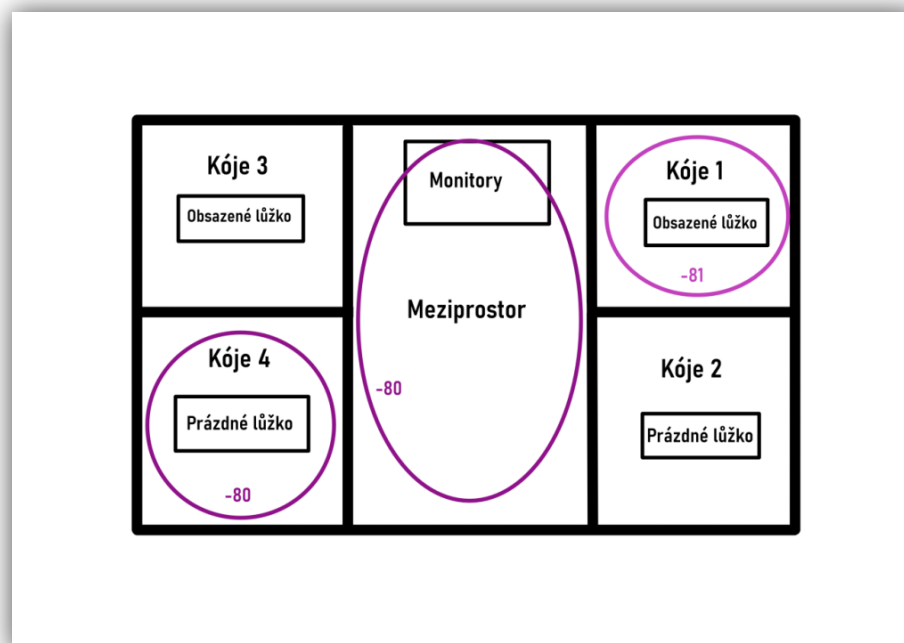 Kóje 3
Obsazené lůžko
Monitory
Kóje 1
Obsazené lůžko
-81
Meziprostor
-80
Kóje 4
Prázdné lůžko
-80
Kóje 2
Prázdné lůžko